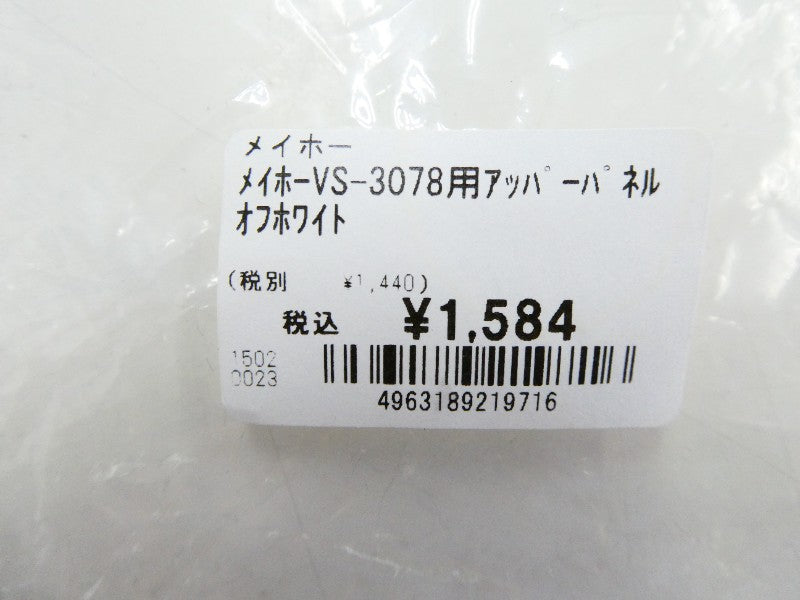 メイホー
ﾒｲﾎｰVS-3078用ｱｯﾊﾟｰﾊﾟﾈﾙ
ｵﾌﾎﾜｲﾄ
(税別 ¥1,440)
税込 ¥1,584
1502
0023
4963189219716